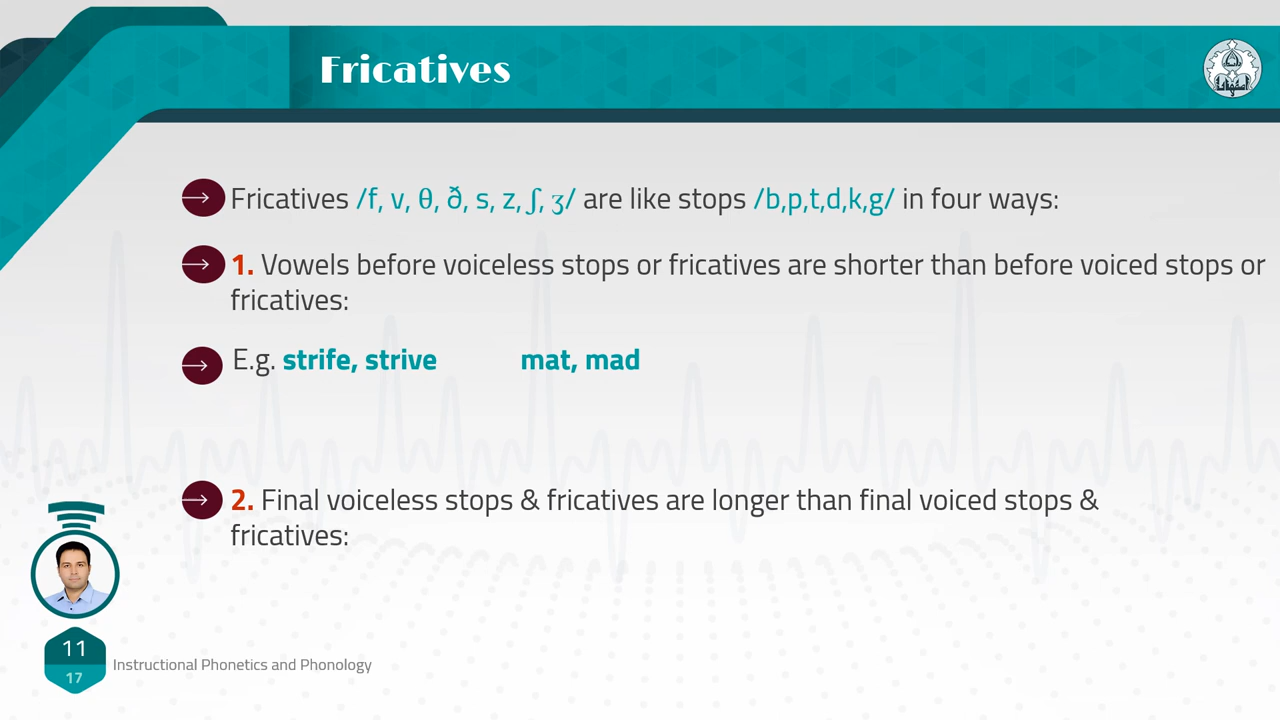 Fricatives
Fricatives /f, v, θ, ð, s, z, ʃ, ʒ/ are like stops /b,p,t,d,k,g/ in four ways:
1. Vowels before voiceless stops or fricatives are shorter than before voiced stops or
fricatives:
E.g. strife, strive mat, mad
2. Final voiceless stops & fricatives are longer than final voiced stops &
fricatives:
11
17
Instructional Phonetics and Phonology